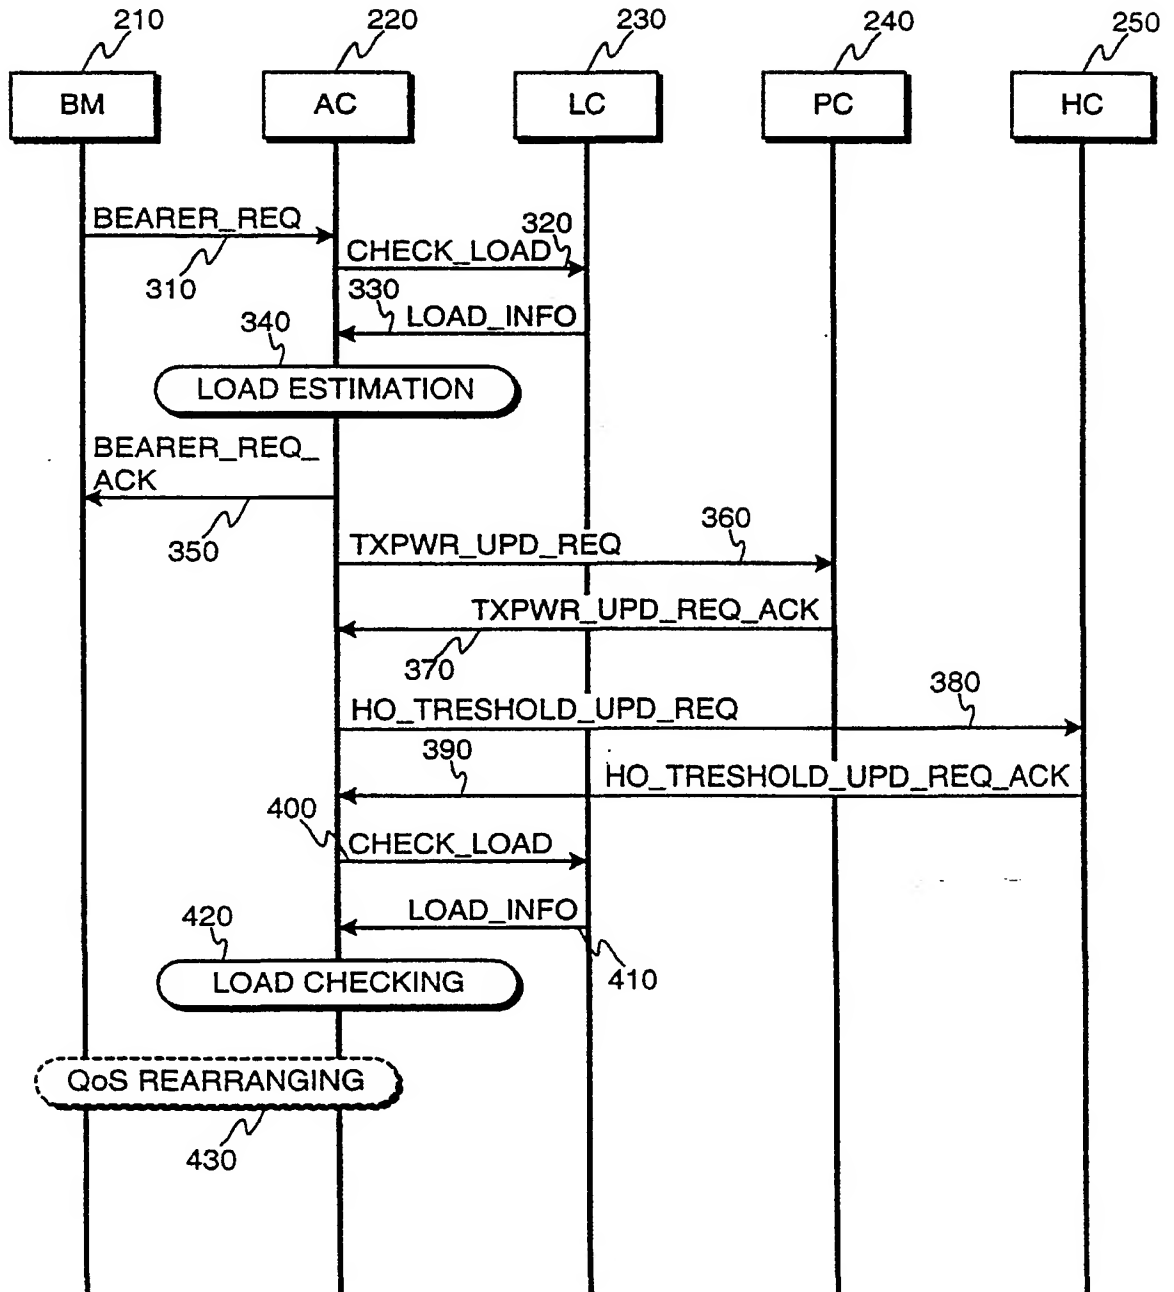 210
220
230
240
250
BM
AC
LC
PC
HC
BEARER_REQ
310
CHECK_LOAD
320
330
LOAD_INFO
340
LOAD ESTIMATION
BEARER_REQ_
ACK
350
TXPWR_UPD_REQ
360
TXPWR_UPD_REQ_ACK
370
HO_TRESHOLD_UPD_REQ
380
390
HO_TRESHOLD_UPD_REQ_ACK
400
CHECK_LOAD
LOAD_INFO
410
420
LOAD CHECKING
QoS REARRANGING
430